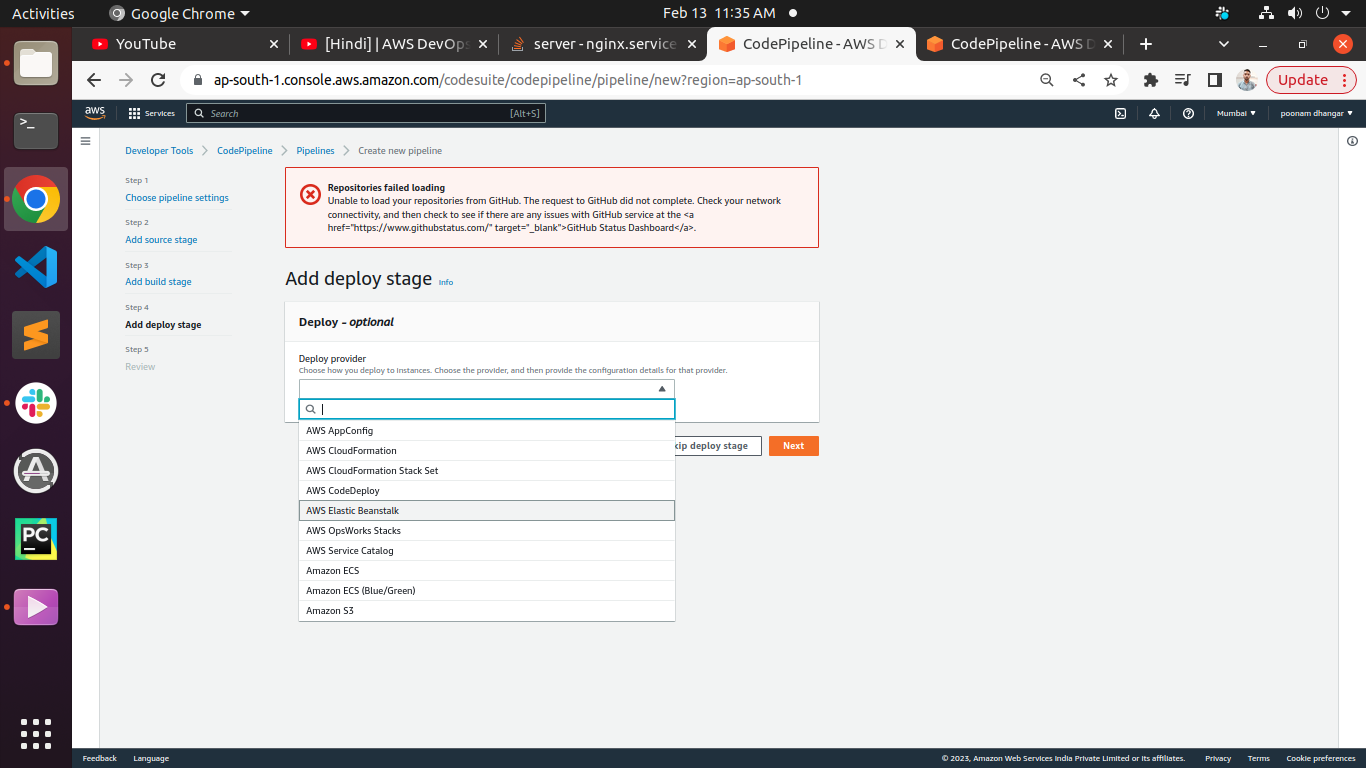 Activities
Google Chrome
Feb 13 11:35 AM
YouTube
[Hindi] | AWS DevOps
server - nginx.service
CodePipeline - AWS D
CodePipeline - AWS D
ap-south-1.console.aws.amazon.com/codesuite/codepipeline/pipeline/new?region=ap-south-1
Update
aws
Services
Search
[Alt+S]
Mumbai
poonam dhangar
Developer Tools
CodePipeline
Pipelines
Create new pipeline
Step 1
Choose pipeline settings
Step 2
Add source stage
Step 3
Add build stage
Step 4
Add deploy stage
Step 5
Review
Repositories failed loading
Unable to load your repositories from GitHub. The request to GitHub did not complete. Check your network
connectivity, and then check to see if there are any issues with GitHub service at the <a
href="https://www.githubstatus.com/" target="_blank">GitHub Status Dashboard</a>.
Add deploy stage Info
Deploy - optional
Deploy provider
Choose how you deploy to instances. Choose the provider, and then provide the configuration details for that provider.
AWS AppConfig
AWS CloudFormation
AWS CloudFormation Stack Set
AWS CodeDeploy
AWS Elastic Beanstalk
AWS OpsWorks Stacks
AWS Service Catalog
Amazon ECS
Amazon ECS (Blue/Green)
Amazon S3
kip deploy stage
Next
PC
Feedback
Language
© 2023, Amazon Web Services India Private Limited or its affiliates.
Privacy
Terms
Cookie preferences